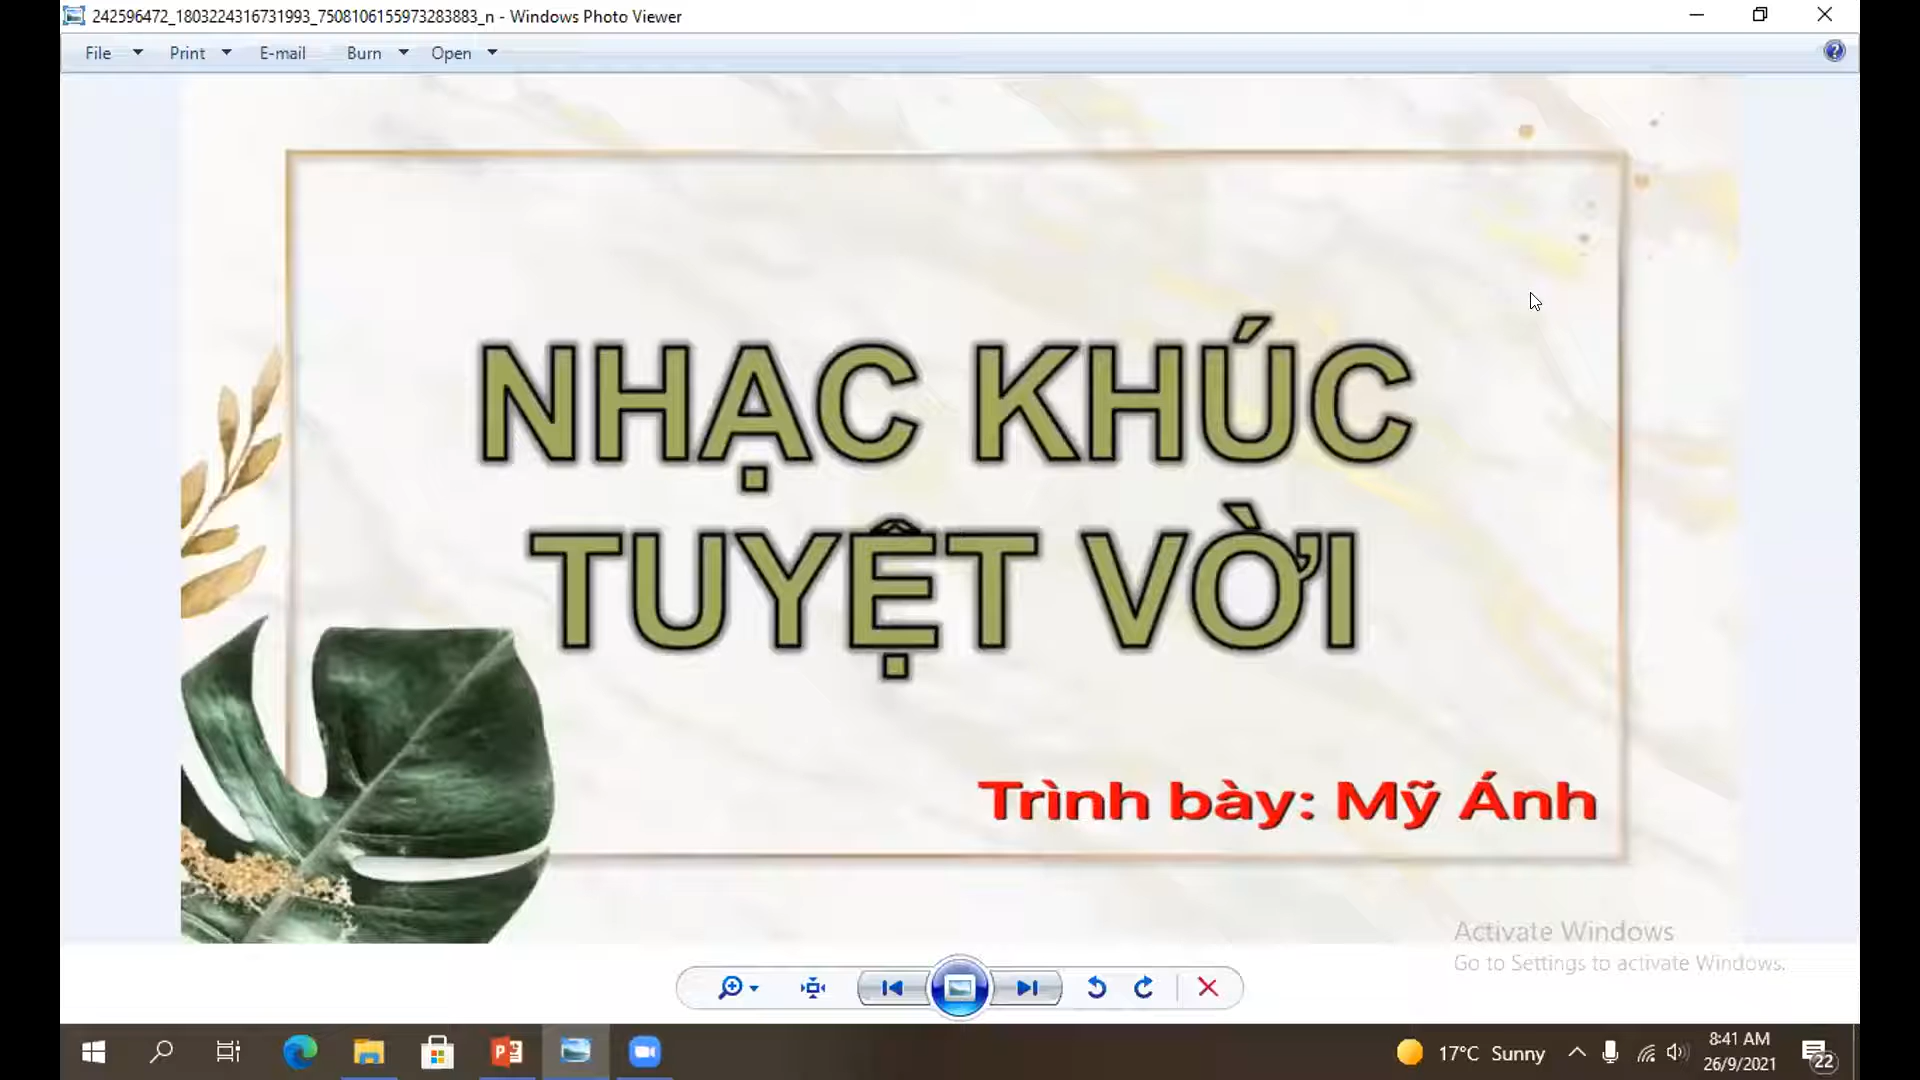 242596472_1803224316731993_7508106155973283883_n - Windows Photo Viewer
File Print E-mail Burn Open
NHẠC KHÚC
TUYỆT VỜI
Trình bày: Mỹ Ánh
Activate Windows
Go to Settings to activate Windows.
17°C Sunny
8:41 AM
26/9/2021
22